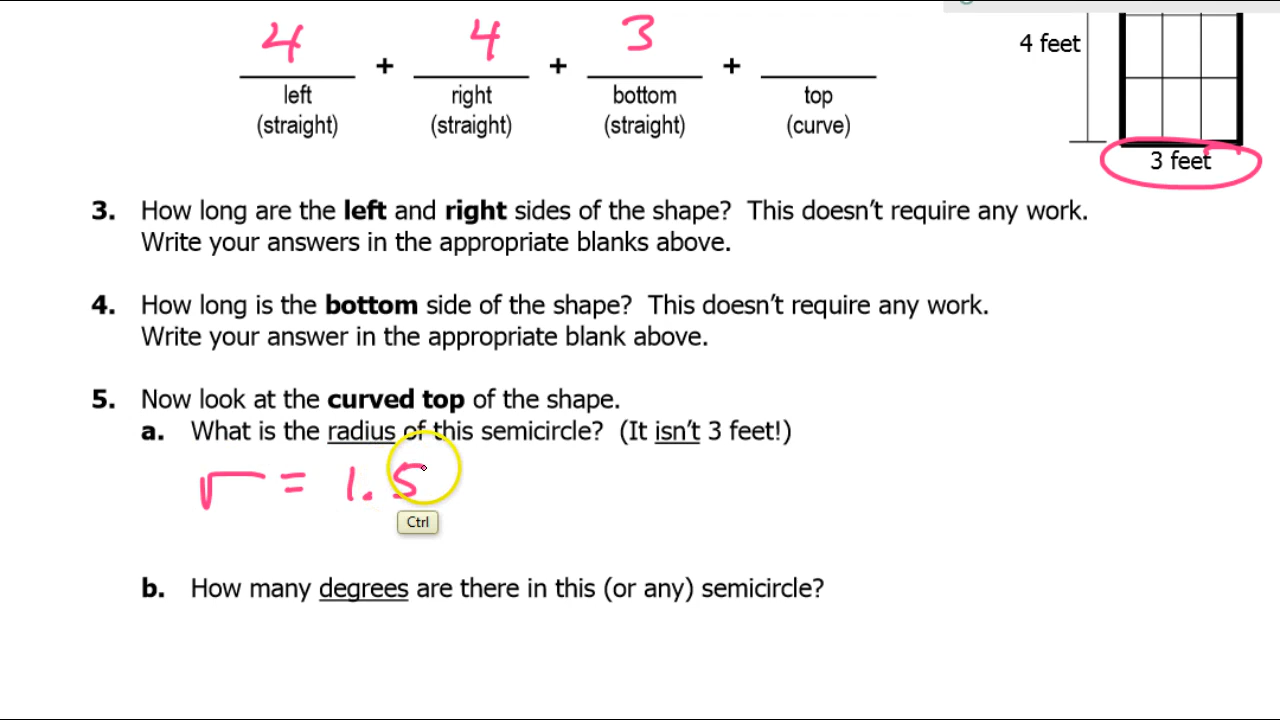 4 4 3
+ + +
left right bottom top
(straight) (straight) (straight) (curve)
4 feet
3 feet
3. How long are the left and right sides of the shape? This doesn't require any work.
Write your answers in the appropriate blanks above.
4. How long is the bottom side of the shape? This doesn't require any work.
Write your answer in the appropriate blank above.
5. Now look at the curved top of the shape.
a. What is the radius of this semicircle? (It isn't 3 feet!)
r = 1.5
Ctrl
b. How many degrees are there in this (or any) semicircle?